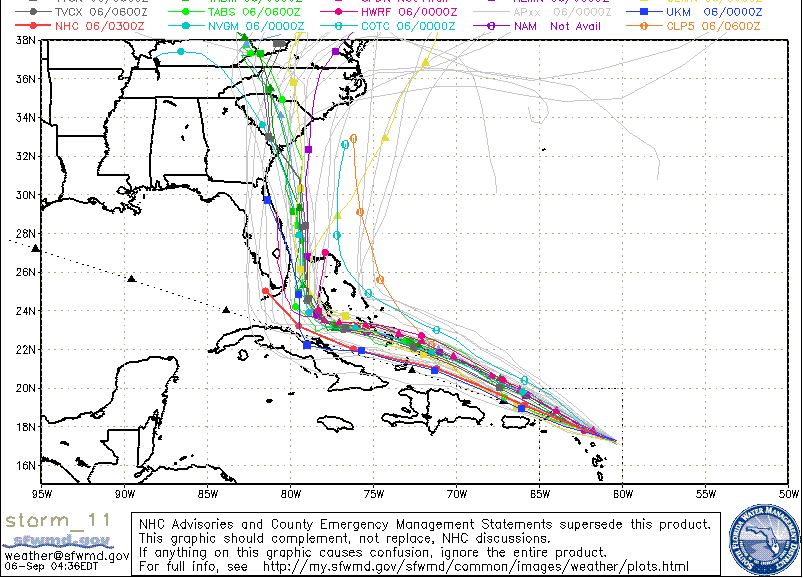 TVCX 06/0600Z TABS 06/0600Z HWRF 06/0000Z APxx 06/0000Z UKM 06/0000Z
NHC 06/0300Z NVGM 06/0000Z COTC 06/0000Z NAM Not Avail CLP5 06/0600Z
38N
36N
34N
32N
30N
28N
26N
24N
22N
20N
18N
16N
95W 90W 85W 80W 75W 70W 65W 60W 55W 50W
storm_11
sfwmd.gov
weather@sfwmd.gov
06-Sep 04:36EDT
NHC Advisories and County Emergency Management Statements supersede this product.
This graphic should complement, not replace, NHC discussions.
If anything on this graphic causes confusion, ignore the entire product.
For full info, see http://my.sfwmd.gov/sfwmd/common/images/weather/plots.html